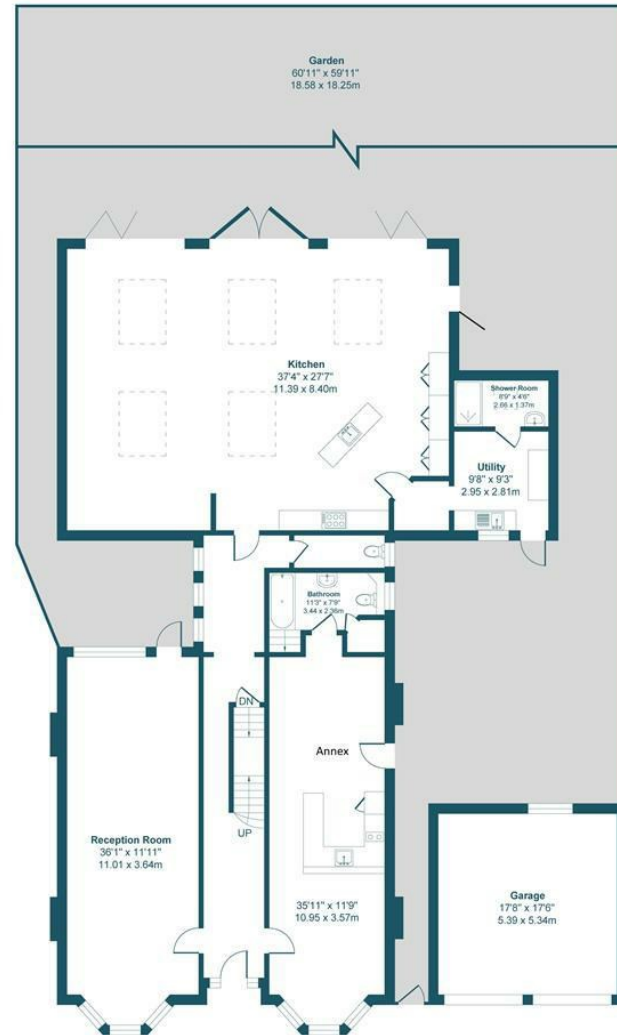 Garden
60'11" x 59'11"
18.58 x 18.25m
Kitchen
37'4" x 27'7"
11.39 x 8.40m
Shower Room
8'9" x 4'6"
2.66 x 1.37m
Utility
9'8" x 9'3"
2.95 x 2.81m
Bathroom
11'3" x 7'9"
3.44 x 2.36m
DN
Annex
UP
Reception Room
36'1" x 11'11"
11.01 x 3.64m
35'11" x 11'9"
10.95 x 3.57m
Garage
17'8" x 17'6"
5.39 x 5.34m